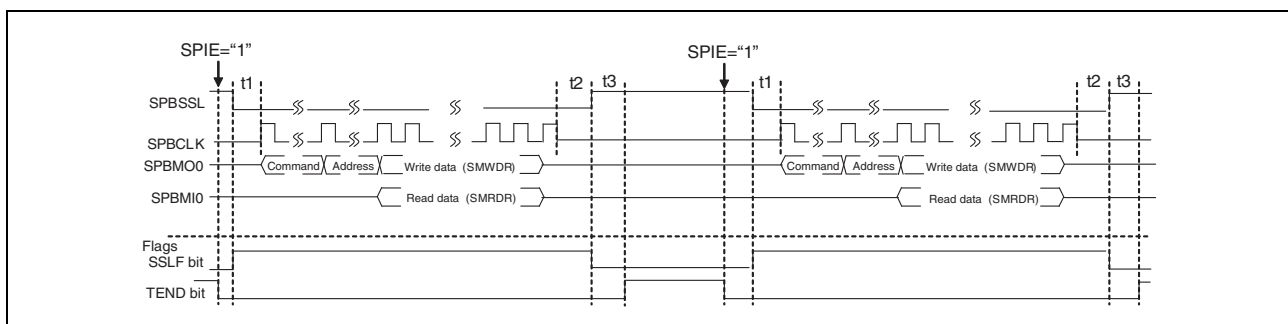 SPIE="1" SPIE="1"
t1 t2 t3 t1 t2 t3
SPBSSL
SPBCLK
SPBMO0 Command Address Write data (SMWDR) Command Address Write data (SMWDR)
SPBMI0 Read data (SMRDR) Read data (SMRDR)
Flags
SSLF bit
TEND bit